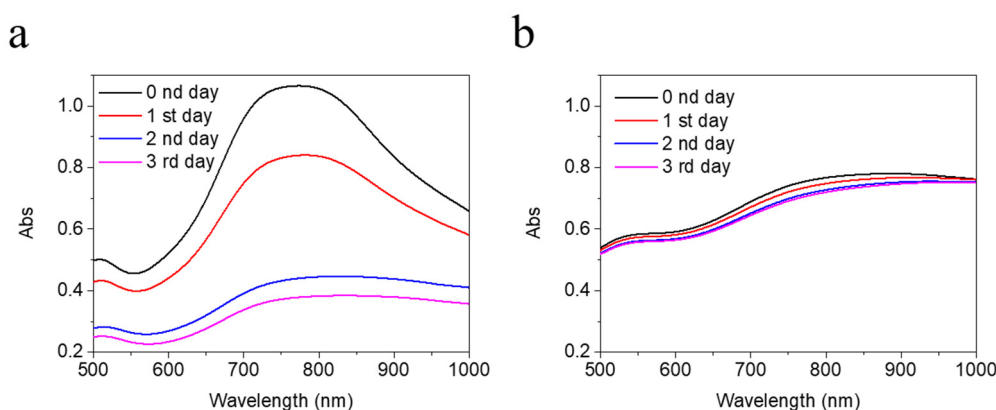 a
0 nd day
1 st day
2 nd day
3 rd day
1.0
0.8
0.6
0.4
0.2
Abs
500 600 700 800 900 1000
Wavelength (nm)
b
0 nd day
1 st day
2 nd day
3 rd day
1.0
0.8
0.6
0.4
0.2
Abs
500 600 700 800 900 1000
Wavelength (nm)